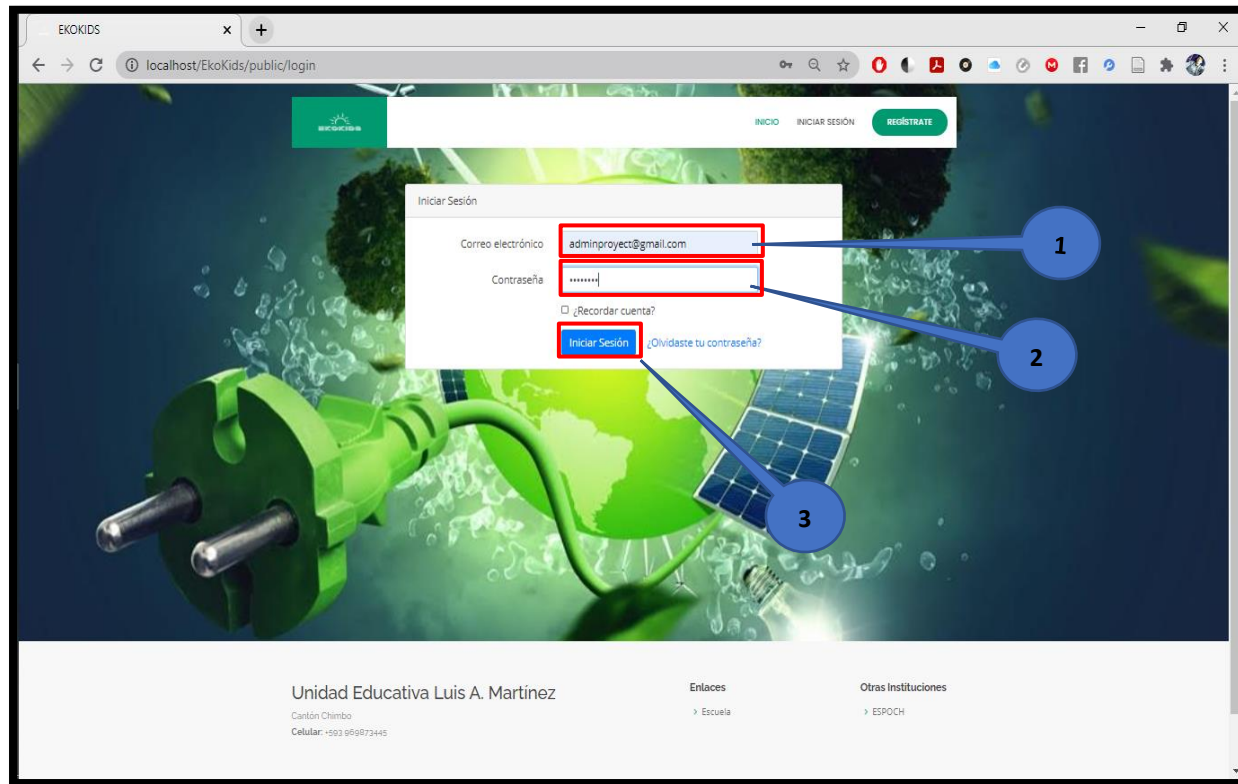 EKOKIDS
localhost/EkoKids/public/login
EKOKIDS
INICIO INICIAR SESIÓN REGÍSTRATE
Iniciar Sesión
Correo electrónico adminproyect@gmail.com
1
Contraseña ••••••••
¿Recordar cuenta?
2
Iniciar Sesión ¿Olvidaste tu contraseña?
3
Unidad Educativa Luis A. Martínez
Cantón Chimbo
Celular: +593 969873445
Enlaces
> Escuela
Otras Instituciones
> ESPOCH